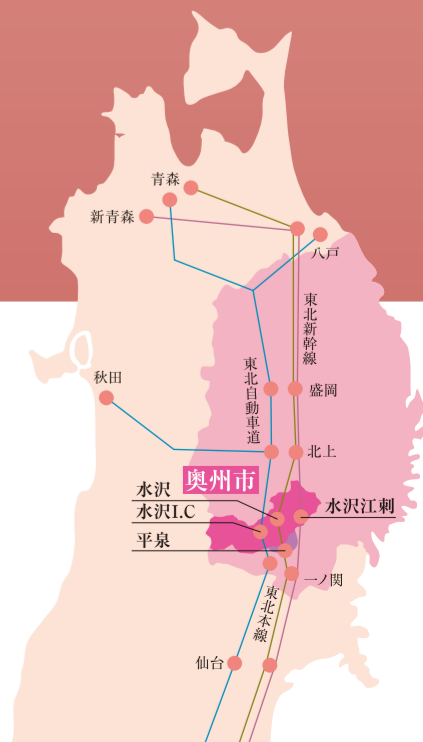 青森
新青森
八戸
東北新幹線
東北自動車道
秋田
盛岡
北上
奥州市
水沢
水沢I.C
水沢江刺
平泉
一ノ関
東北本線
仙台